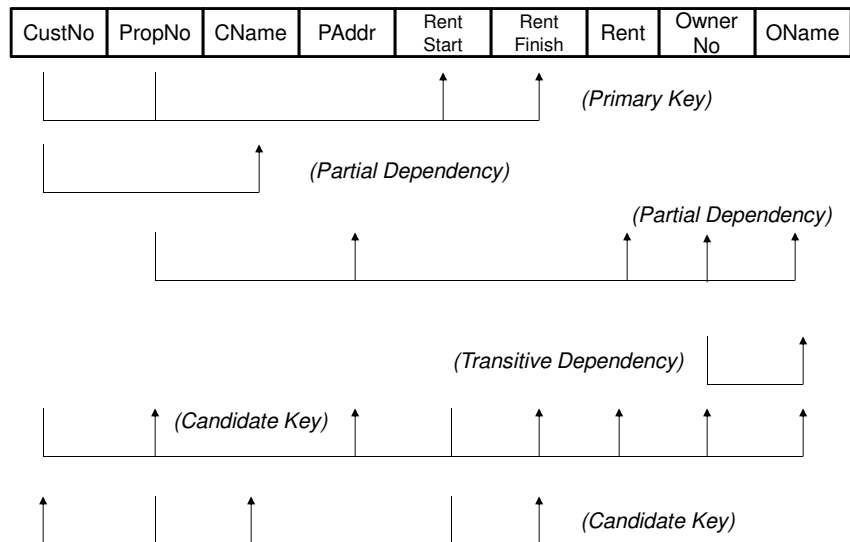 CustNo PropNo CName PAddr Rent Start Rent Finish Rent Owner No OName
(Primary Key)
(Partial Dependency)
(Partial Dependency)
(Transitive Dependency)
(Candidate Key)
(Candidate Key)